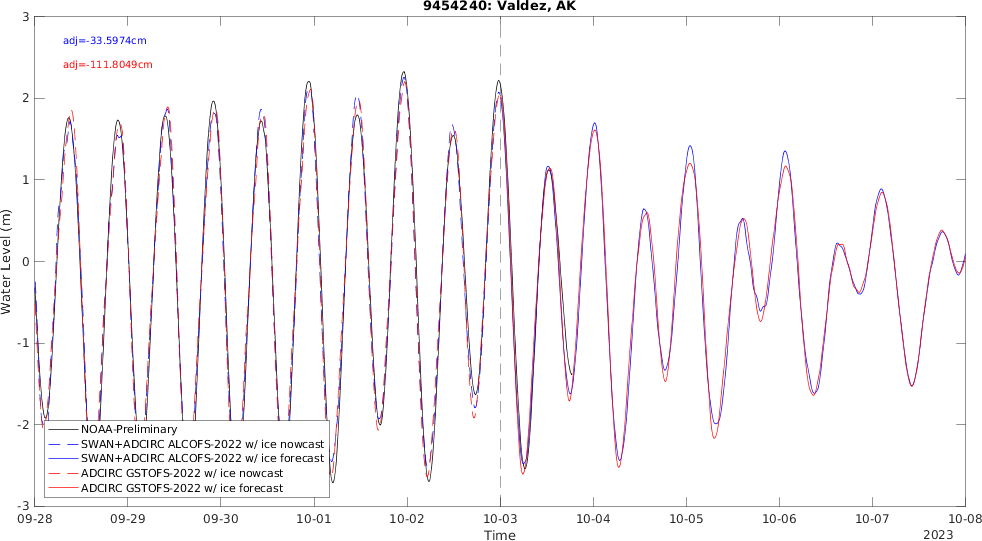 9454240: Valdez, AK
adj=-33.5974cm
adj=-111.8049cm
Water Level (m)
3
2
1
0
-1
-2
-3
NOAA-Preliminary
SWAN+ADCIRC ALCOFS-2022 w/ ice nowcast
SWAN+ADCIRC ALCOFS-2022 w/ ice forecast
ADCIRC GSTOFS-2022 w/ ice nowcast
ADCIRC GSTOFS-2022 w/ ice forecast
09-28 09-29 09-30 10-01 10-02 10-03 10-04 10-05 10-06 10-07 10-08
Time
2023